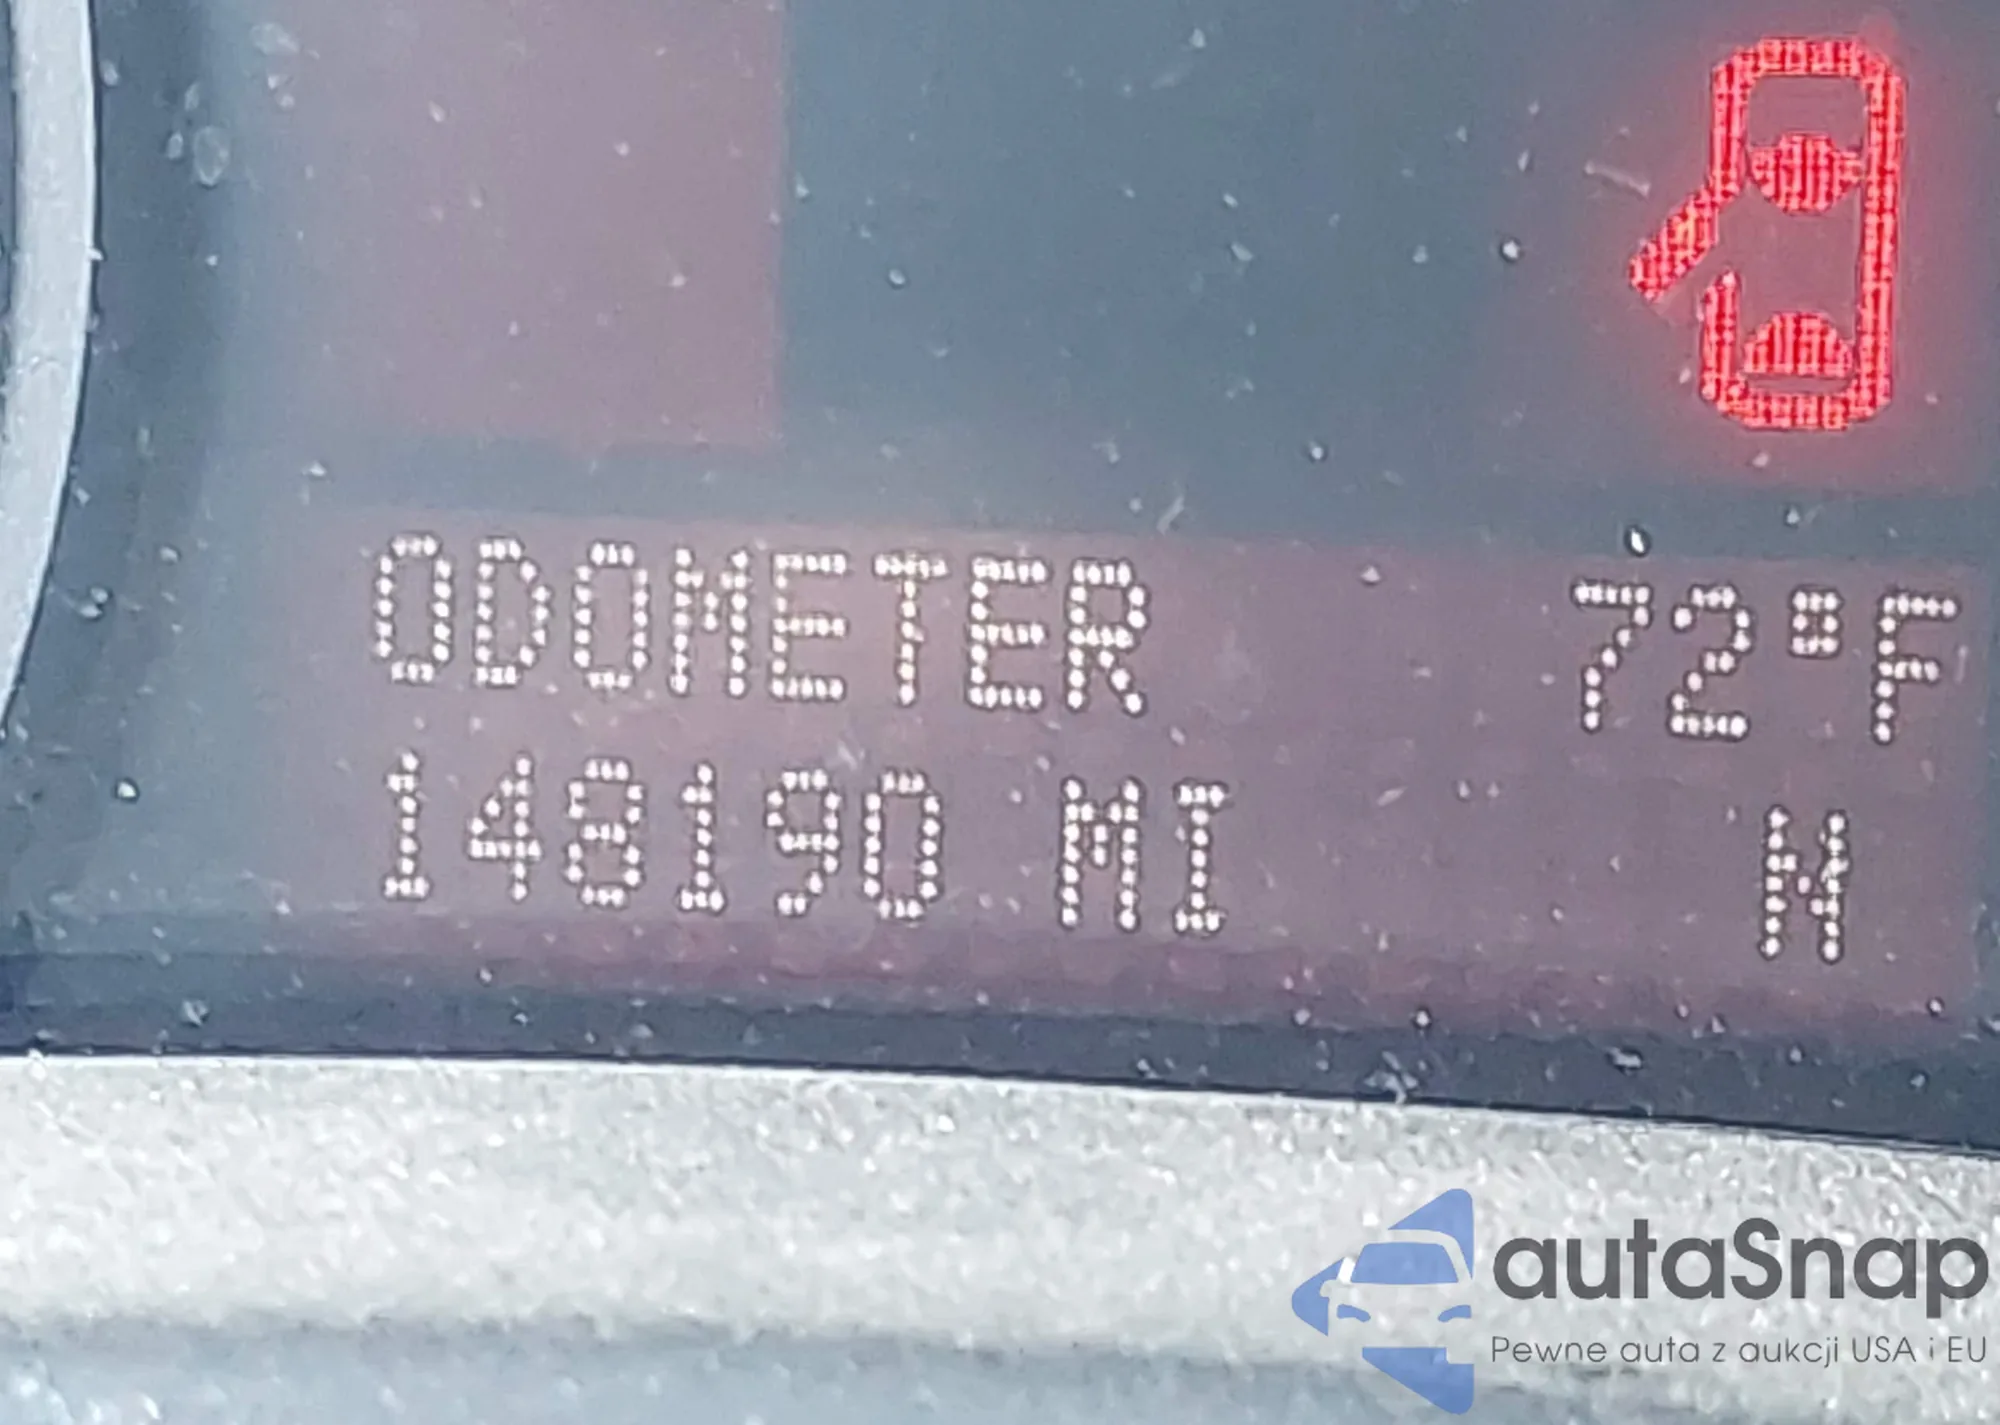 ODOMETER 72°F
148190 MI N
autaSnap
Pewne auta z aukcji USA i EU